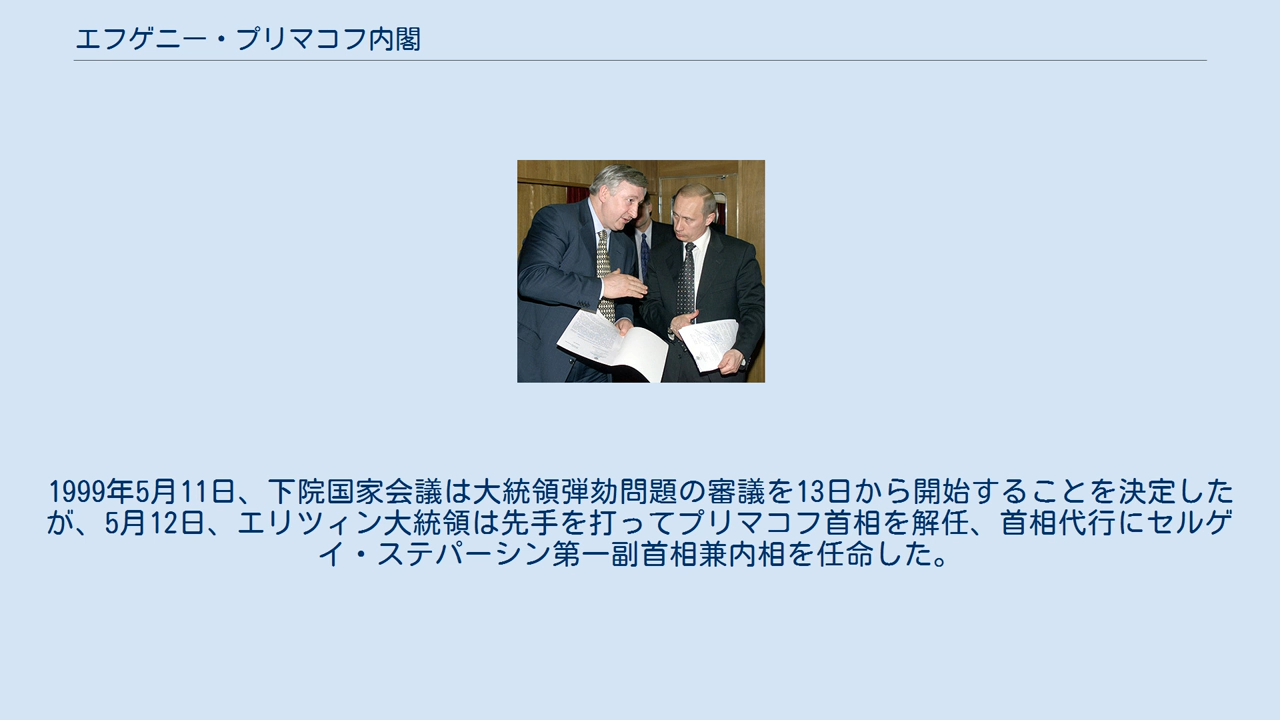 エフゲニー・プリマコフ内閣
1999年5月11日、下院国家会議は大統領弾劾問題の審議を13日から開始することを決定した
が、5月12日、エリツィン大統領は先手を打ってプリマコフ首相を解任、首相代行にセルゲ
イ・ステパーシン第一副首相兼内相を任命した。